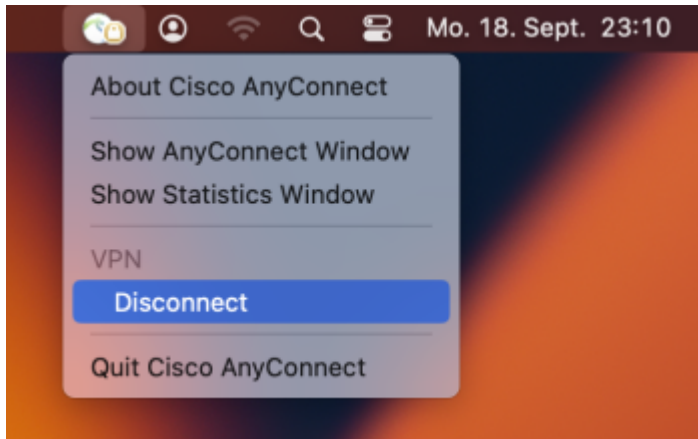 Mo. 18. Sept. 23:10
About Cisco AnyConnect
Show AnyConnect Window
Show Statistics Window
VPN
Disconnect
Quit Cisco AnyConnect